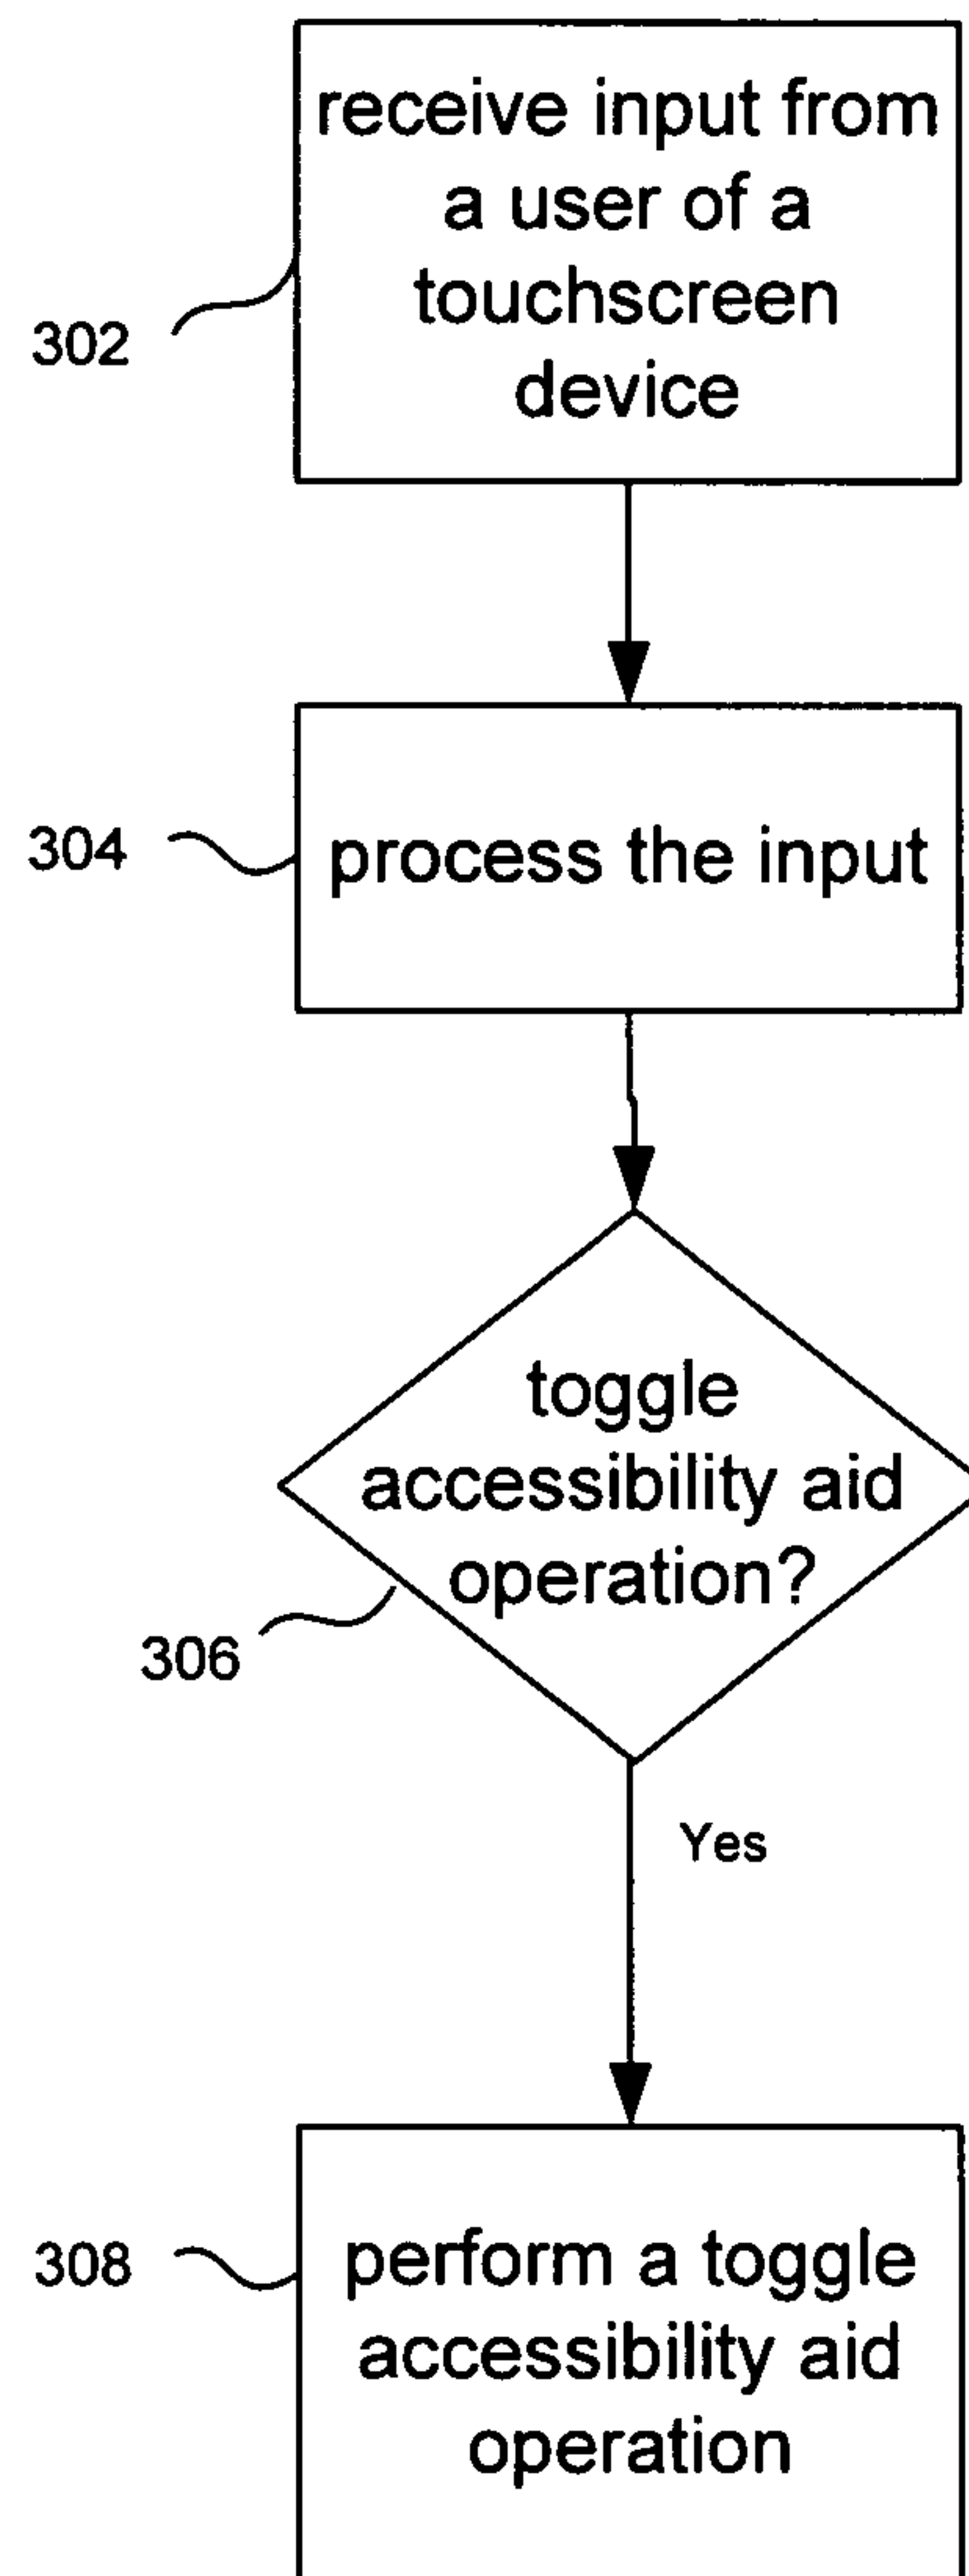 receive input from
a user of a
touchscreen
device
302
304
process the input
toggle
accessibility aid
operation?
306
Yes
308
perform a toggle
accessibility aid
operation